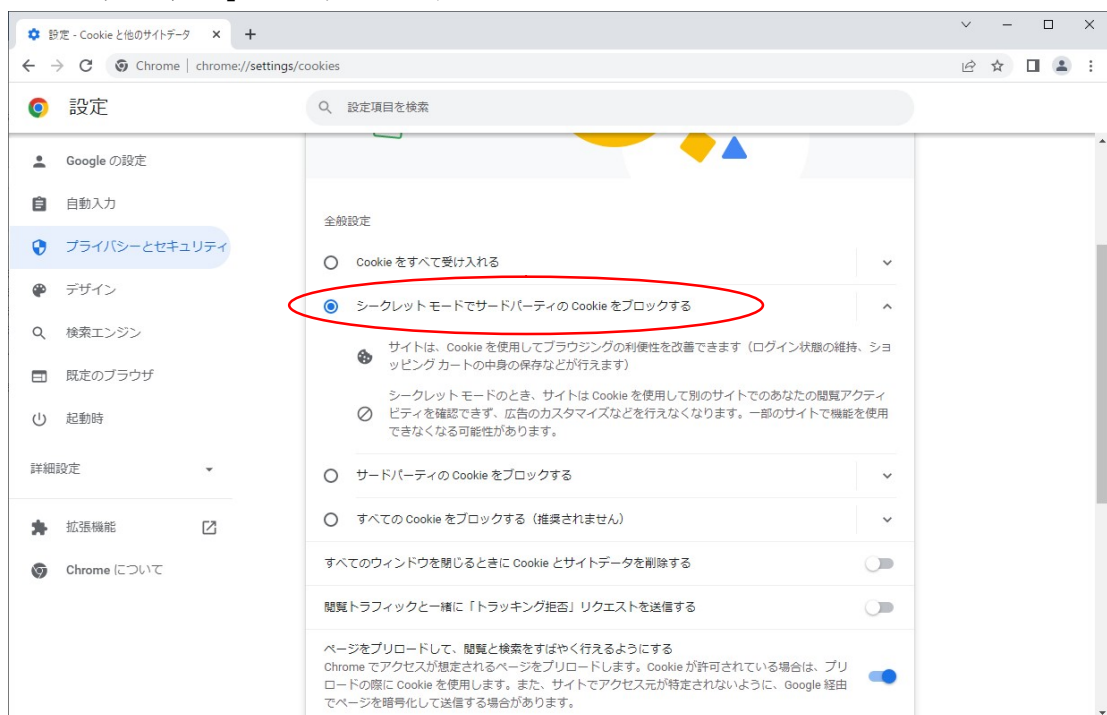 設定 - Cookie と他のサイトデータ
Chrome | chrome://settings/cookies
設定
設定項目を検索
Google の設定
自動入力
プライバシーとセキュリティ
デザイン
検索エンジン
既定のブラウザ
起動時
詳細設定
拡張機能
Chrome について
全般設定
Cookie をすべて受け入れる
シークレット モードでサードパーティの Cookie をブロックする
サイトは、Cookie を使用してブラウジングの利便性を改善できます（ログイン状態の維持、ショ
ッピング カートの中身の保存などが行えます）
シークレット モードのとき、サイトは Cookie を使用して別のサイトでのあなたの閲覧アクティ
ビティを確認できず、広告のカスタマイズなどを行えなくなります。一部のサイトで機能を使用
できなくなる可能性があります。
サードパーティの Cookie をブロックする
すべての Cookie をブロックする（推奨されません）
すべてのウィンドウを閉じるときに Cookie とサイトデータを削除する
閲覧トラフィックと一緒に「トラッキング拒否」リクエストを送信する
ページをプリロードして、閲覧と検索をすばやく行えるようにする
Chrome でアクセスが想定されるページをプリロードします。Cookie が許可されている場合は、プリ
ロードの際に Cookie を使用します。また、サイトでアクセス元が特定されないように、Google 経由
でページを暗号化して送信する場合があります。